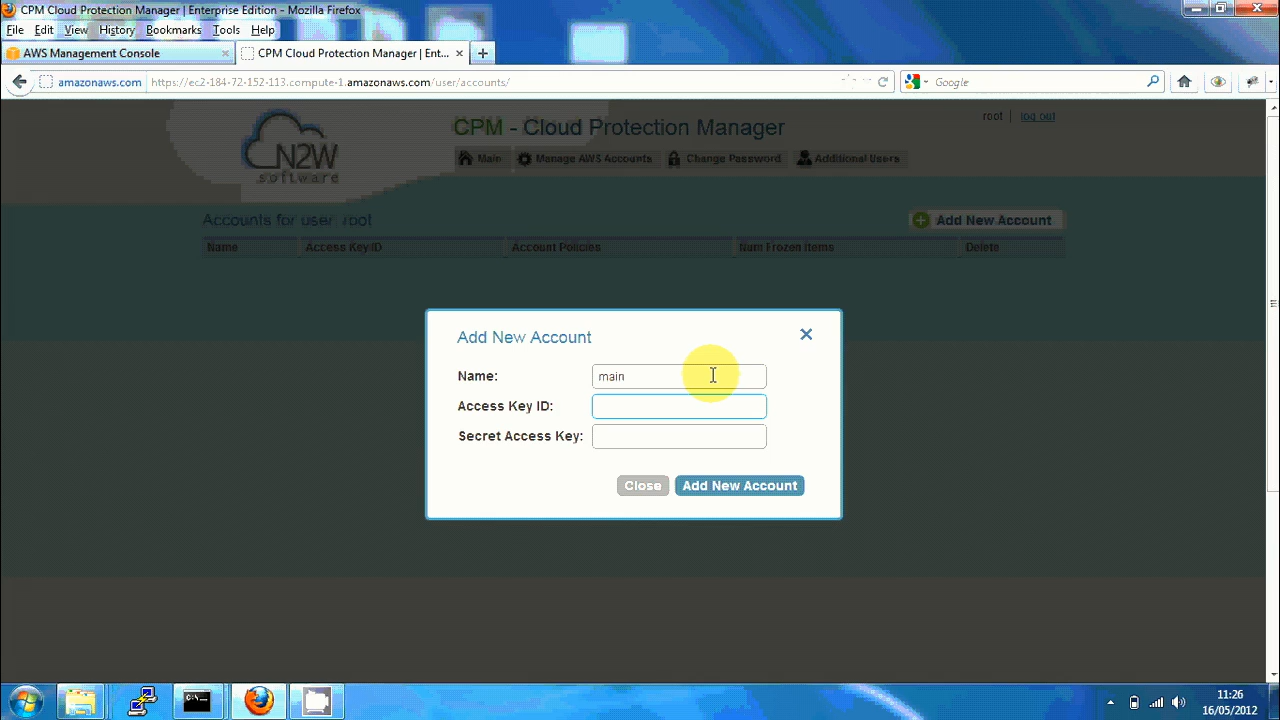 CPM Cloud Protection Manager | Enterprise Edition - Mozilla Firefox
File Edit View History Bookmarks Tools Help
AWS Management Console
CPM Cloud Protection Manager | Ent...
amazonaws.com
https://ec2-184-72-152-113.compute-1.amazonaws.com/user/accounts/
Google
N2W
software
CPM - Cloud Protection Manager
root | log out
Main
Manage AWS Accounts
Change Password
Additional Users
Accounts for user root
Add New Account
Name
Access Key ID
Account Policies
Num Frozen Items
Delete
Add New Account
Name:
main
Access Key ID:
Secret Access Key:
Close
Add New Account
11:26
16/05/2012